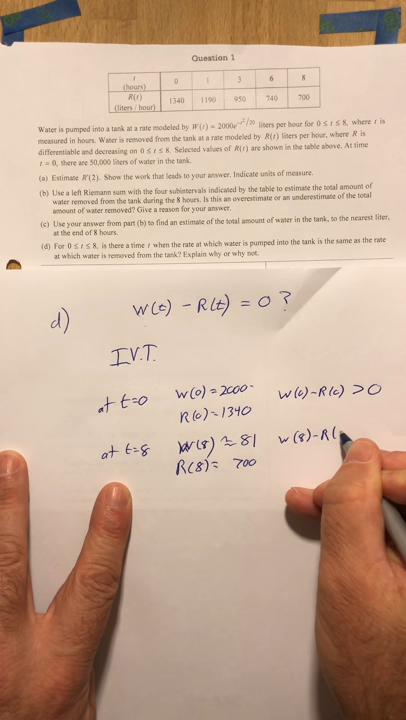 Question 1
t (hours) 0 1 3 6 8
R(t) (liters / hour) 1340 1190 950 740 700
Water is pumped into a tank at a rate modeled by W(t) = 2000e^(-t²/20) liters per hour for 0 ≤ t ≤ 8, where t is
measured in hours. Water is removed from the tank at a rate modeled by R(t) liters per hour, where R is
differentiable and decreasing on 0 ≤ t ≤ 8. Selected values of R(t) are shown in the table above. At time
t = 0, there are 50,000 liters of water in the tank.
(a) Estimate R′(2). Show the work that leads to your answer. Indicate units of measure.
(b) Use a left Riemann sum with the four subintervals indicated by the table to estimate the total amount of
water removed from the tank during the 8 hours. Is this an overestimate or an underestimate of the total
amount of water removed? Give a reason for your answer.
(c) Use your answer from part (b) to find an estimate of the total amount of water in the tank, to the nearest liter,
at the end of 8 hours.
(d) For 0 ≤ t ≤ 8, is there a time t when the rate at which water is pumped into the tank is the same as the rate
at which water is removed from the tank? Explain why or why not.
d) W(t) - R(t) = 0 ?
I.V.T.
at t=0 W(0) = 2000 W(0)-R(0) > 0
R(0) = 1340
at t=8 W(8) ≈ 81 W(8)-R(
R(8) = 700